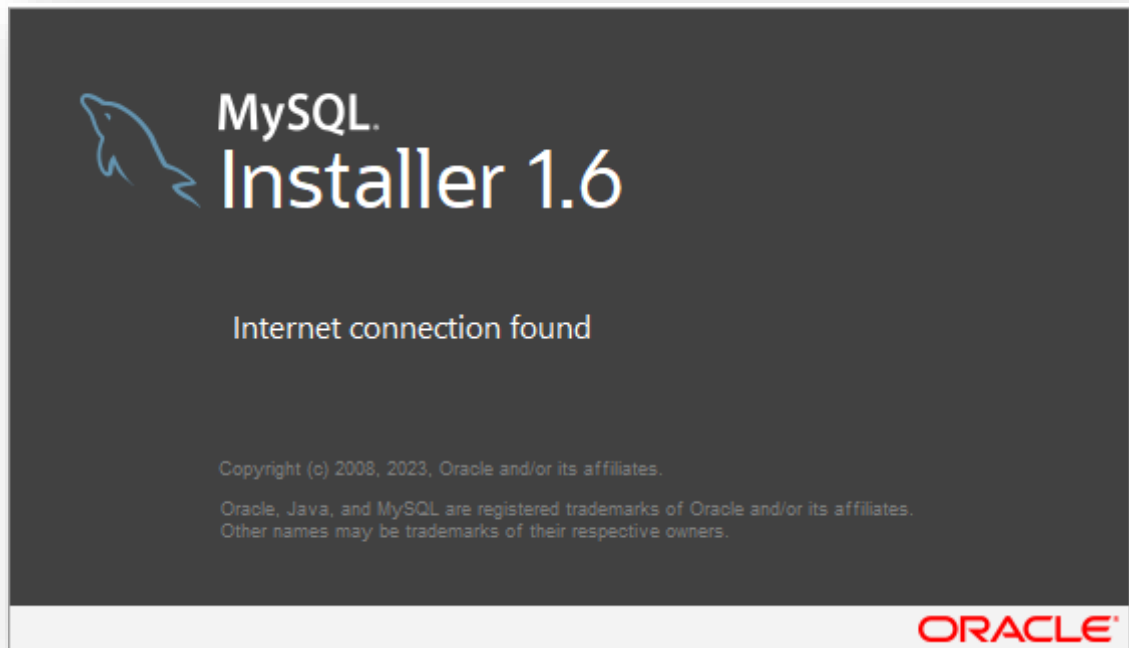 MySQL.
Installer 1.6
Internet connection found
Copyright (c) 2008, 2023, Oracle and/or its affiliates.
Oracle, Java, and MySQL are registered trademarks of Oracle and/or its affiliates.
Other names may be trademarks of their respective owners.
ORACLE